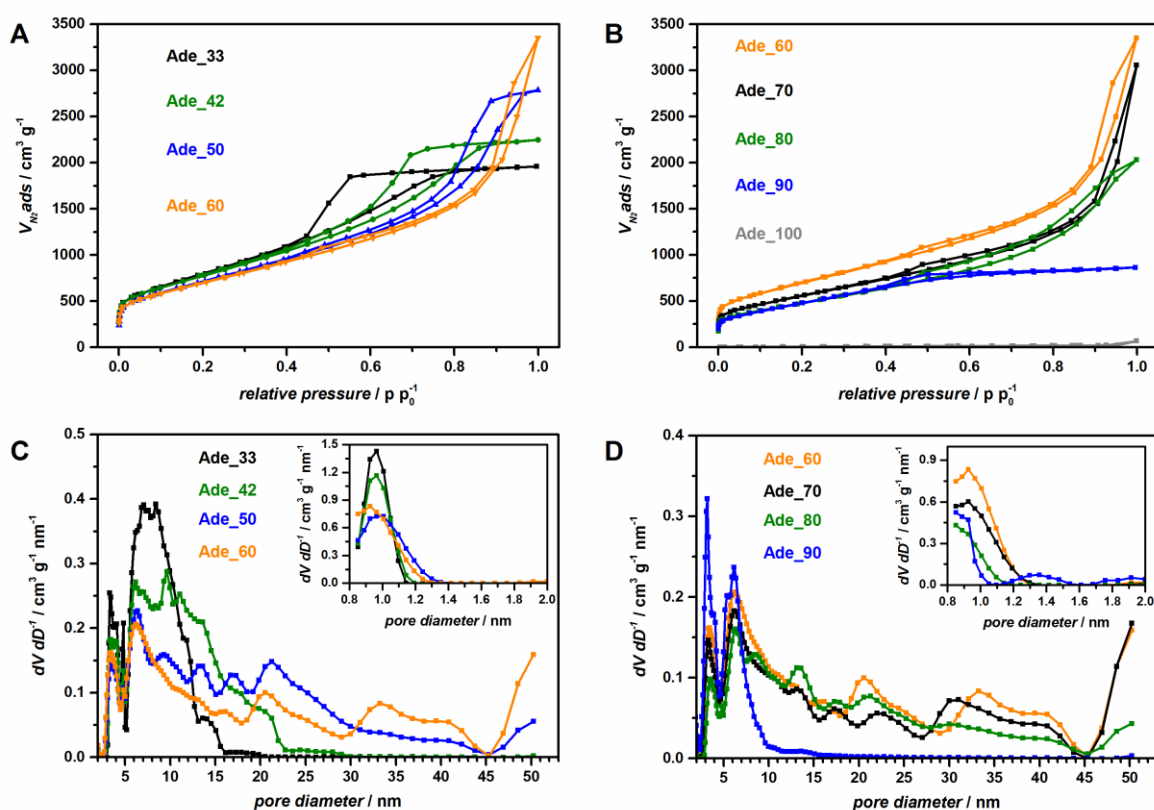 A
3500
3000
2500
2000
1500
1000
500
0
V_N₂ ads / cm³ g⁻¹
Ade_33
Ade_42
Ade_50
Ade_60
0.0 0.2 0.4 0.6 0.8 1.0
relative pressure / p p₀⁻¹
B
3500
3000
2500
2000
1500
1000
500
0
V_N₂ ads / cm³ g⁻¹
Ade_60
Ade_70
Ade_80
Ade_90
Ade_100
0.0 0.2 0.4 0.6 0.8 1.0
relative pressure / p p₀⁻¹
C
0.5
0.4
0.3
0.2
0.1
0.0
dV dD⁻¹ / cm³ g⁻¹ nm⁻¹
Ade_33
Ade_42
Ade_50
Ade_60
1.5
1.2
0.9
0.6
0.3
0.0
dV dD⁻¹ / cm³ g⁻¹ nm⁻¹
0.8 1.0 1.2 1.4 1.6 1.8 2.0
pore diameter / nm
5 10 15 20 25 30 35 40 45 50
pore diameter / nm
D
0.4
0.3
0.2
0.1
0.0
dV dD⁻¹ / cm³ g⁻¹ nm⁻¹
Ade_60
Ade_70
Ade_80
Ade_90
0.9
0.6
0.3
0.0
dV dD⁻¹ / cm³ g⁻¹ nm⁻¹
0.8 1.0 1.2 1.4 1.6 1.8 2.0
pore diameter / nm
5 10 15 20 25 30 35 40 45 50
pore diameter / nm